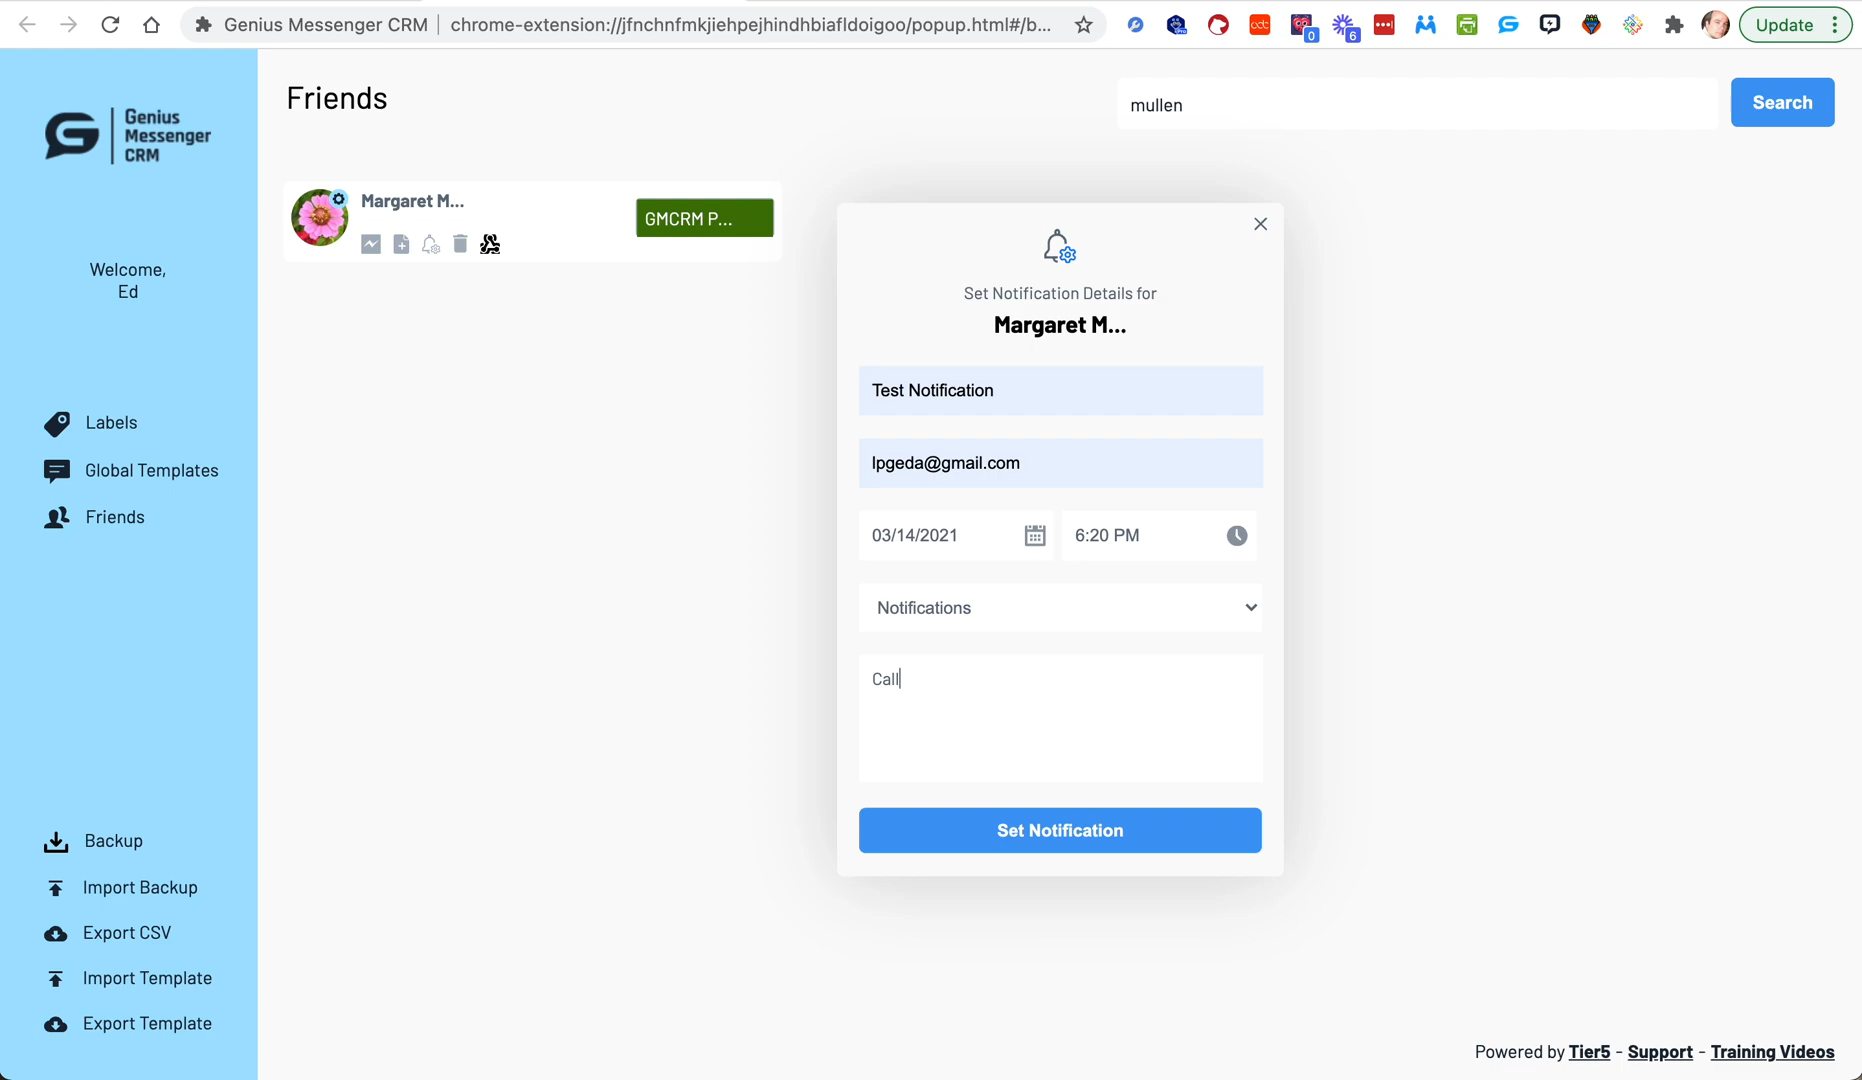 Genius Messenger CRM
chrome-extension://jfnchnfmkjiehpejhindhbiafldoigoo/popup.html#/b...
0
6
Update
Genius
Messenger
CRM
Welcome,
Ed
Labels
Global Templates
Friends
Backup
Import Backup
Export CSV
Import Template
Export Template
Friends
mullen
Search
Margaret M...
GMCRM P...
Set Notification Details for
Margaret M...
Test Notification
lpgeda@gmail.com
03/14/2021
6:20 PM
Notifications
Call
Set Notification
Powered by Tier5 - Support - Training Videos